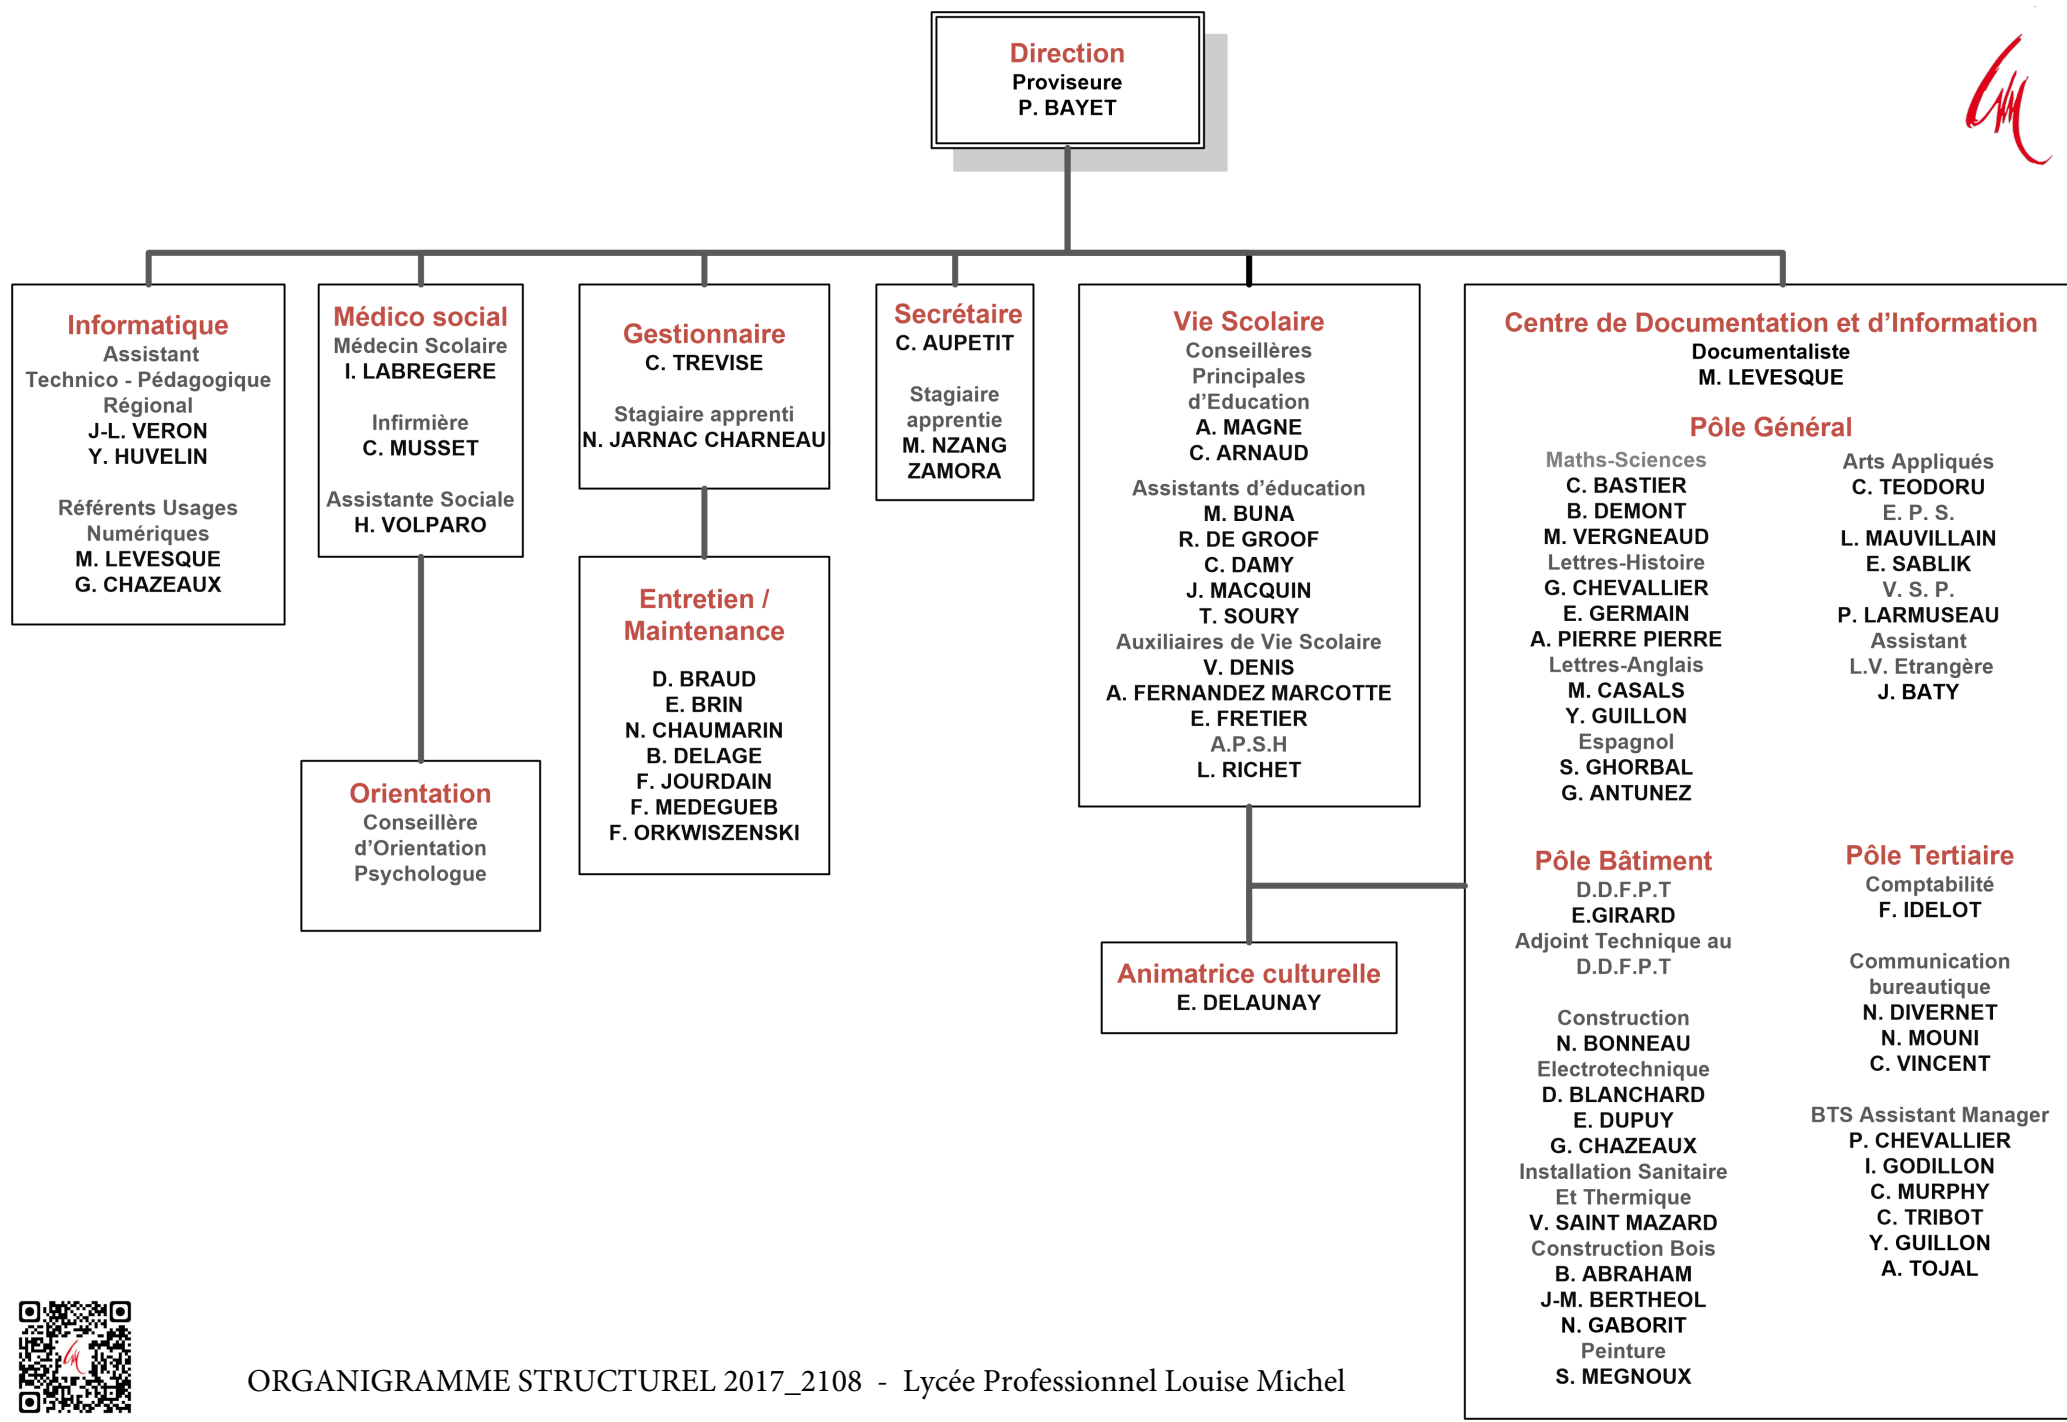 Direction
Proviseure
P. BAYET
Informatique
Assistant
Technico - Pédagogique
Régional
J-L. VERON
Y. HUVELIN
Référents Usages
Numériques
M. LEVESQUE
G. CHAZEAUX
Médico social
Médecin Scolaire
I. LABREGERE
Infirmière
C. MUSSET
Assistante Sociale
H. VOLPARO
Orientation
Conseillère
d’Orientation
Psychologue
Gestionnaire
C. TREVISE
Stagiaire apprenti
N. JARNAC CHARNEAU
Entretien /
Maintenance
D. BRAUD
E. BRIN
N. CHAUMARIN
B. DELAGE
F. JOURDAIN
F. MEDEGUEB
F. ORKWISZENSKI
Secrétaire
C. AUPETIT
Stagiaire
apprentie
M. NZANG
ZAMORA
Vie Scolaire
Conseillères
Principales
d’Education
A. MAGNE
C. ARNAUD
Assistants d’éducation
M. BUNA
R. DE GROOF
C. DAMY
J. MACQUIN
T. SOURY
Auxiliaires de Vie Scolaire
V. DENIS
A. FERNANDEZ MARCOTTE
E. FRETIER
A.P.S.H
L. RICHET
Animatrice culturelle
E. DELAUNAY
Centre de Documentation et d’Information
Documentaliste
M. LEVESQUE
Pôle Général
Maths-Sciences
C. BASTIER
B. DEMONT
M. VERGNEAUD
Lettres-Histoire
G. CHEVALLIER
E. GERMAIN
A. PIERRE PIERRE
Lettres-Anglais
M. CASALS
Y. GUILLON
Espagnol
S. GHORBAL
G. ANTUNEZ
Arts Appliqués
C. TEODORU
E. P. S.
L. MAUVILLAIN
E. SABLIK
V. S. P.
P. LARMUSEAU
Assistant
L.V. Etrangère
J. BATY
Pôle Bâtiment
D.D.F.P.T
E.GIRARD
Adjoint Technique au
D.D.F.P.T
Construction
N. BONNEAU
Electrotechnique
D. BLANCHARD
E. DUPUY
G. CHAZEAUX
Installation Sanitaire
Et Thermique
V. SAINT MAZARD
Construction Bois
B. ABRAHAM
J-M. BERTHEOL
N. GABORIT
Peinture
S. MEGNOUX
Pôle Tertiaire
Comptabilité
F. IDELOT
Communication
bureautique
N. DIVERNET
N. MOUNI
C. VINCENT
BTS Assistant Manager
P. CHEVALLIER
I. GODILLON
C. MURPHY
C. TRIBOT
Y. GUILLON
A. TOJAL
ORGANIGRAMME STRUCTUREL 2017_2108 - Lycée Professionnel Louise Michel